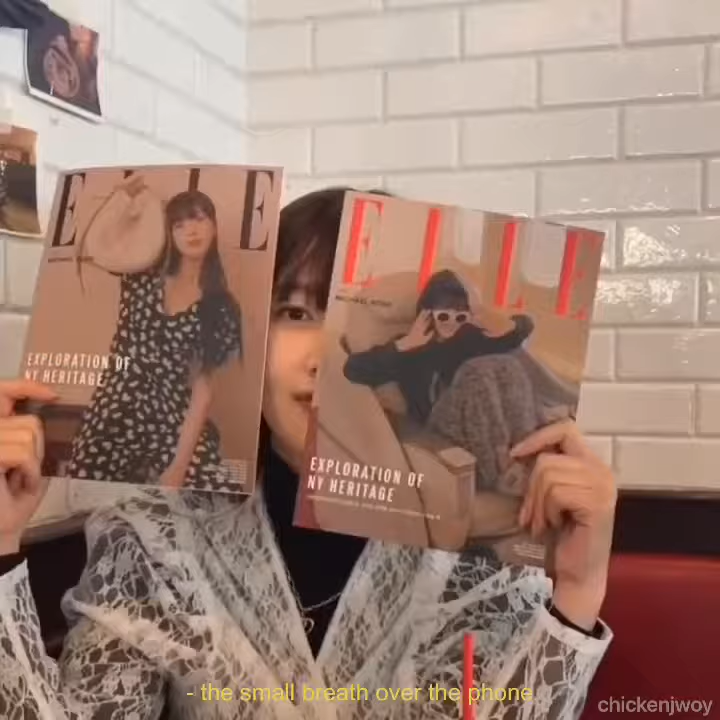 ELLE
EXPLORATION OF
NY HERITAGE
ELLE
EXPLORATION OF
NY HERITAGE
- the small breath over the phone
chickenjwoy